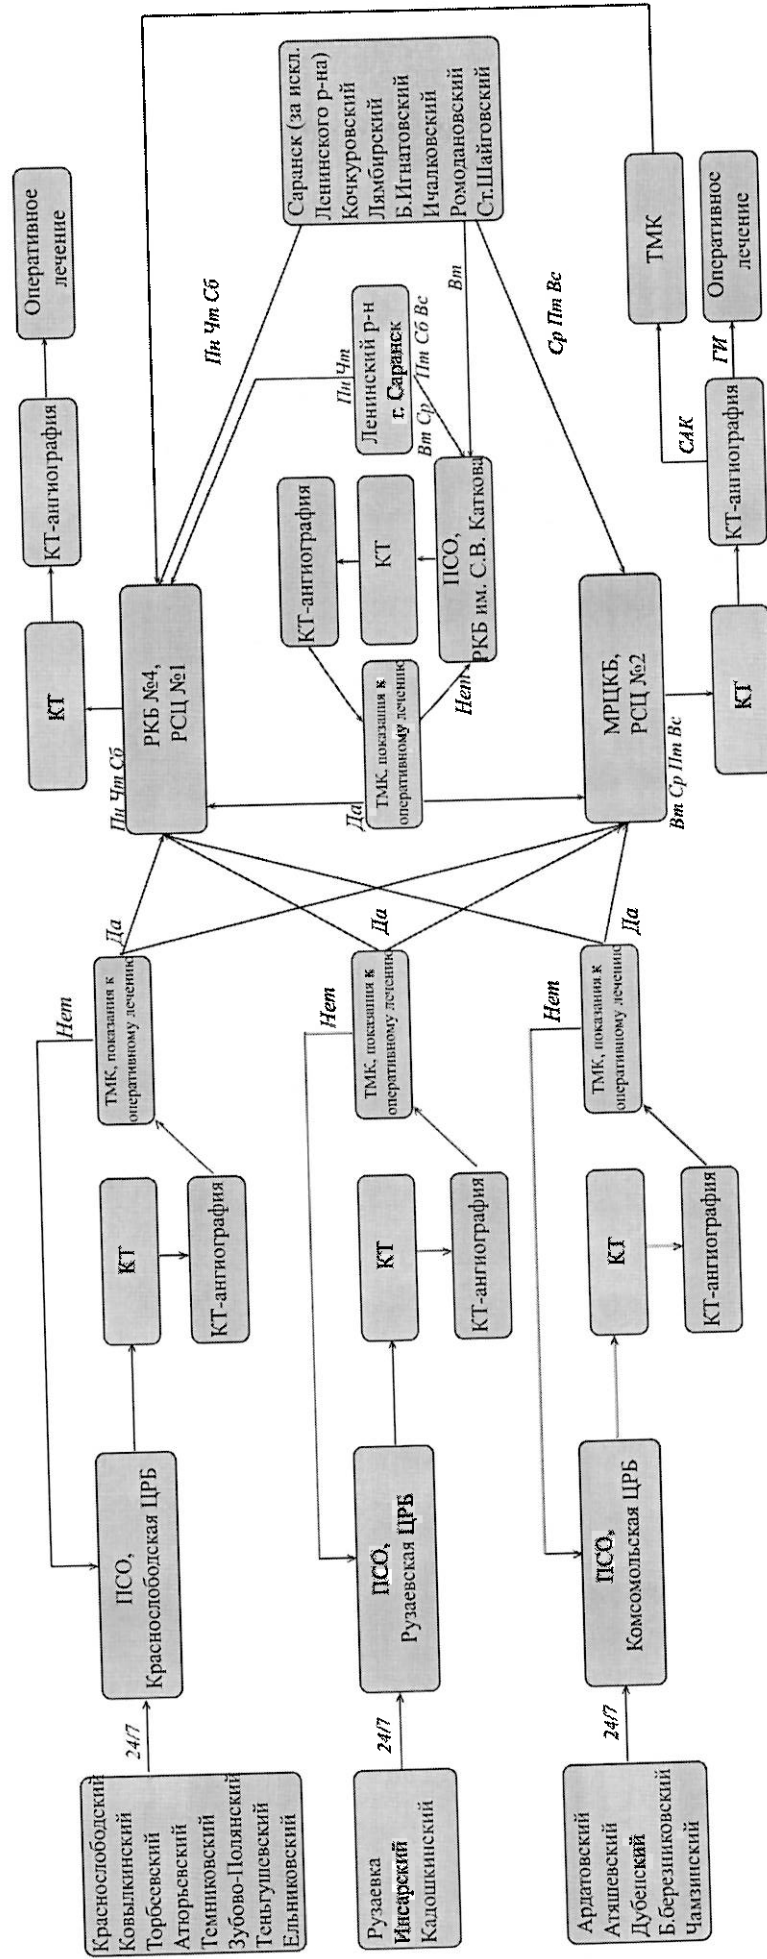 Краснослободский
Ковылкинский
Торбеевский
Атюрьевский
Темниковский
Зубово-Полянский
Теньгушевский
Ельниковский
24/7
ПСО,
Краснослободская ЦРБ
КТ
КТ-ангиография
ТМК, показания к
оперативному лечению
Нет
Да
Рузаевка
Инсарский
Кадошкинский
24/7
ПСО,
Рузаевская ЦРБ
КТ
КТ-ангиография
ТМК, показания к
оперативному лечению
Нет
Да
Ардатовский
Атяшевский
Дубенский
Б.березниковский
Чамзинский
24/7
ПСО,
Комсомольская ЦРБ
КТ
КТ-ангиография
ТМК, показания к
оперативному лечению
Нет
Да
Пн Чт Сб
РКБ №4,
РСЦ №1
КТ
КТ-ангиография
Оперативное
лечение
Да
ТМК, показания к
оперативному лечению
Нет
КТ-ангиография
КТ
ПСО,
РКБ им. С.В. Каткова
Пн Чт
Ленинский р-н
г. Саранск
Вт Ср Пт Сб Вс
Пн Чт Сб
Вт
Ср Пт Вс
Саранск (за искл.
Ленинского р-на)
Кочкуровский
Лямбирский
Б.Игнатовский
Ичалковский
Ромодановский
Ст.Шайговский
МРЦКБ,
РСЦ №2
Вт Ср Пт Вс
КТ
КТ-ангиография
САК
ГИ
ТМК
Оперативное
лечение